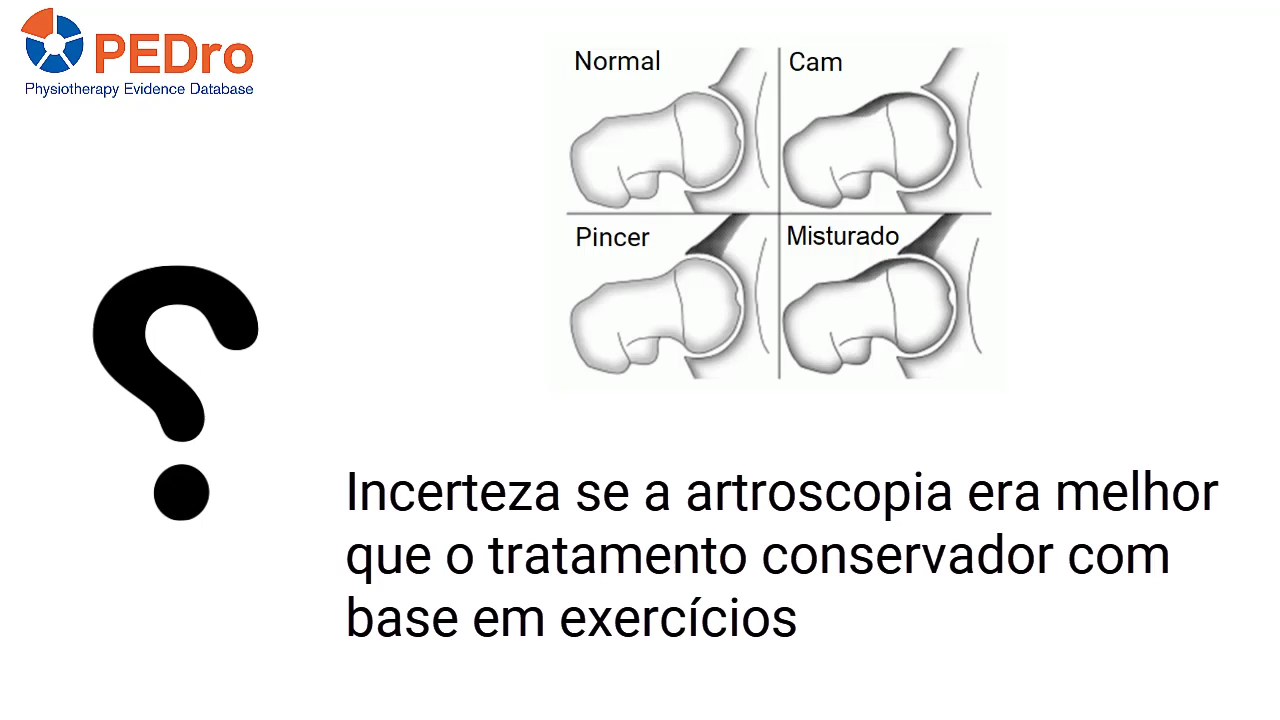 PEDro
Physiotherapy Evidence Database
Normal
Cam
Pincer
Misturado
?
Incerteza se a artroscopia era melhor
que o tratamento conservador com
base em exercícios